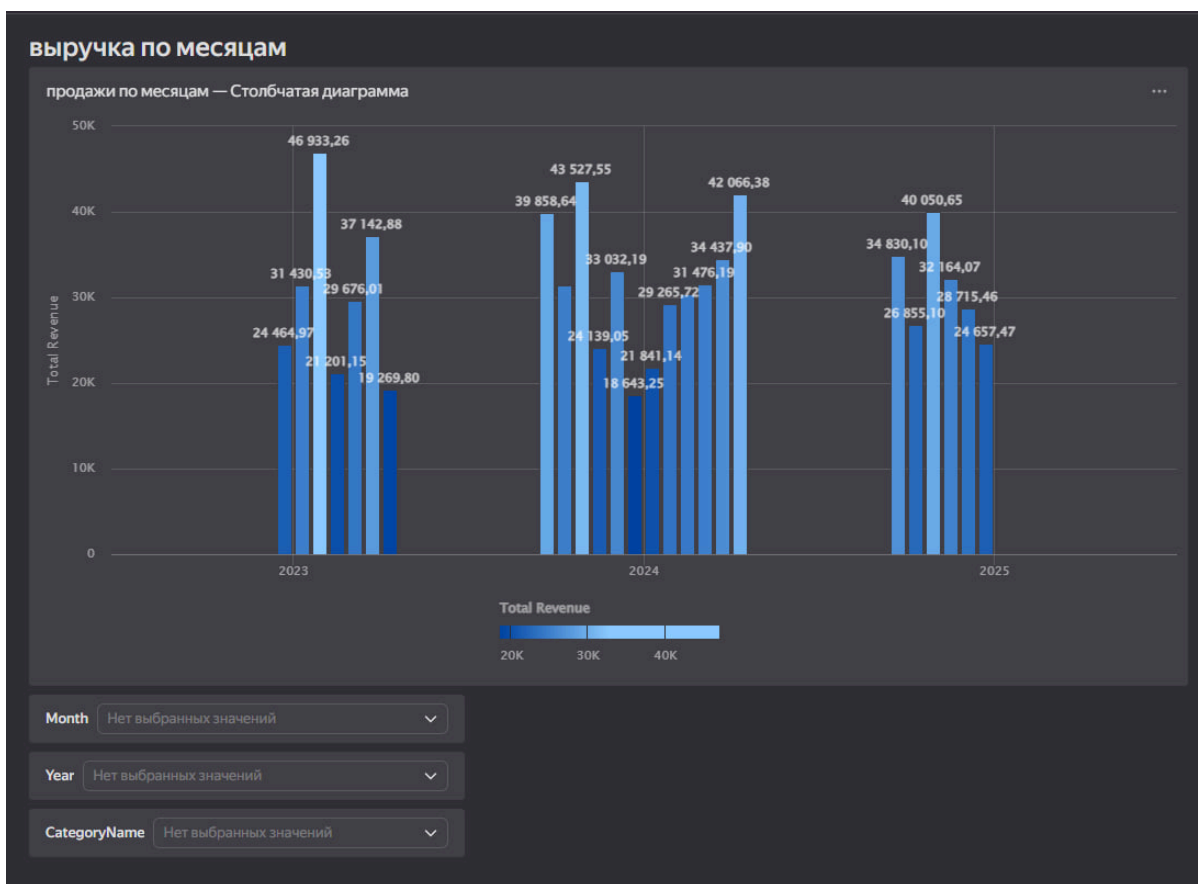 выручка по месяцам
продажи по месяцам — Столбчатая диаграмма
50K
40K
30K
20K
10K
0
Total Revenue
24 464,97
31 430,53
46 933,26
21 201,15
29 676,01
37 142,88
19 269,80
39 858,64
43 527,55
24 139,05
33 032,19
18 643,25
21 841,14
29 265,72
31 476,19
34 437,90
42 066,38
34 830,10
26 855,10
40 050,65
32 164,07
28 715,46
24 657,47
2023
2024
2025
Total Revenue
20K 30K 40K
Month Нет выбранных значений
Year Нет выбранных значений
CategoryName Нет выбранных значений